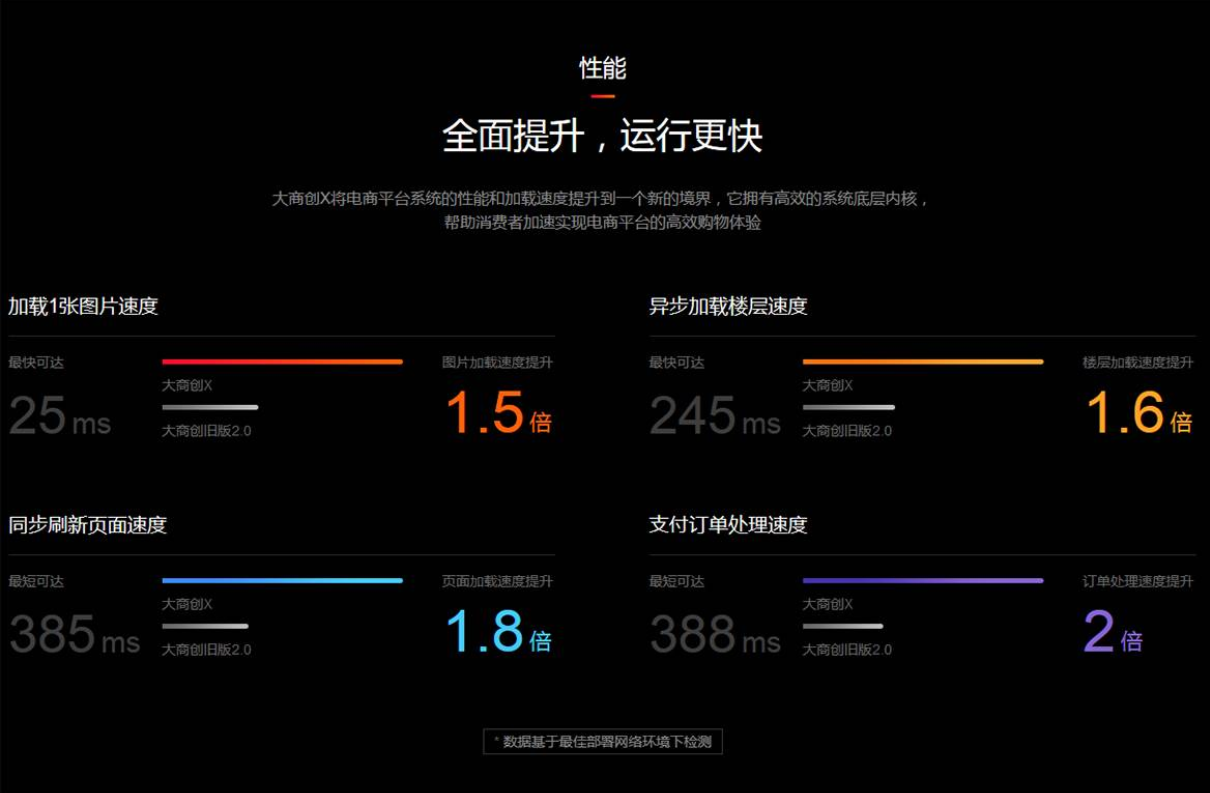 性能
全面提升，运行更快
大商创X将电商平台系统的性能和加载速度提升到一个新的境界，它拥有高效的系统底层内核，
帮助消费者加速实现电商平台的高效购物体验
加载1张图片速度
最快可达
25ms
大商创X
大商创旧版2.0
图片加载速度提升
1.5倍
异步加载楼层速度
最快可达
245ms
大商创X
大商创旧版2.0
楼层加载速度提升
1.6倍
同步刷新页面速度
最短可达
385ms
大商创X
大商创旧版2.0
页面加载速度提升
1.8倍
支付订单处理速度
最短可达
388ms
大商创X
大商创旧版2.0
订单处理速度提升
2倍
* 数据基于最佳部署网络环境下检测